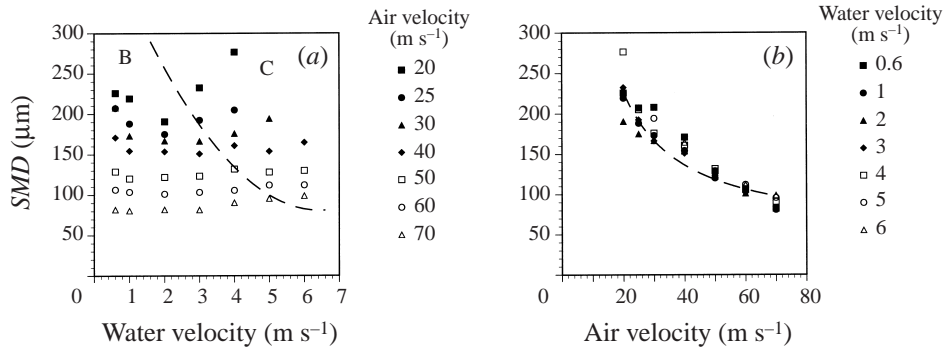 300
250
200
150
100
50
0
SMD (µm)
B
C
(a)
1 2 3 4 5 6 7
Water velocity (m s–1)
Air velocity
(m s–1)
20
25
30
40
50
60
70
300
250
200
150
100
50
0
(b)
20 40 60 80
Air velocity (m s–1)
Water velocity
(m s–1)
0.6
1
2
3
4
5
6